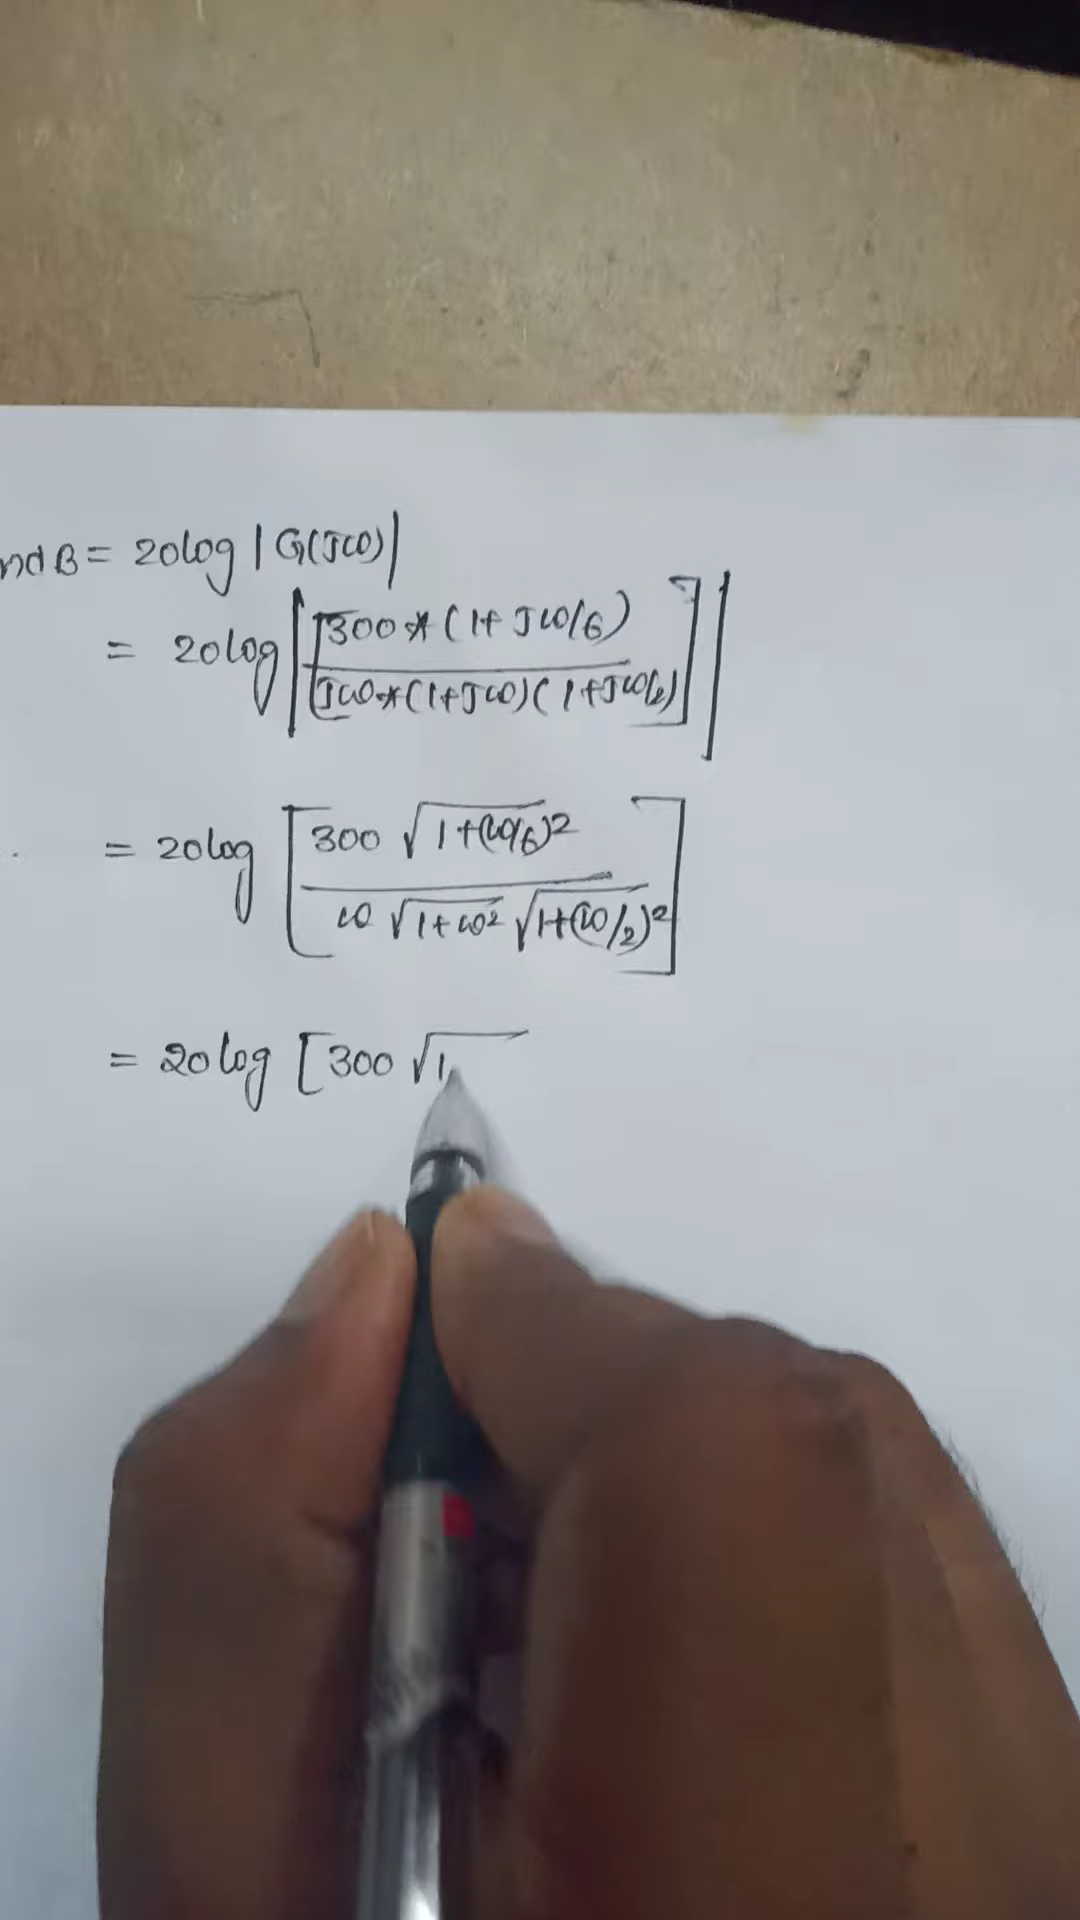 mdB = 20log |G(jω)|
= 20log |[300*(1+jω/6)
jω*(1+jω)(1+jω/2)]|
= 20log [300 √1+(ω/6)²
ω √1+ω² √1+(ω/2)²]
= 20log [300 √1